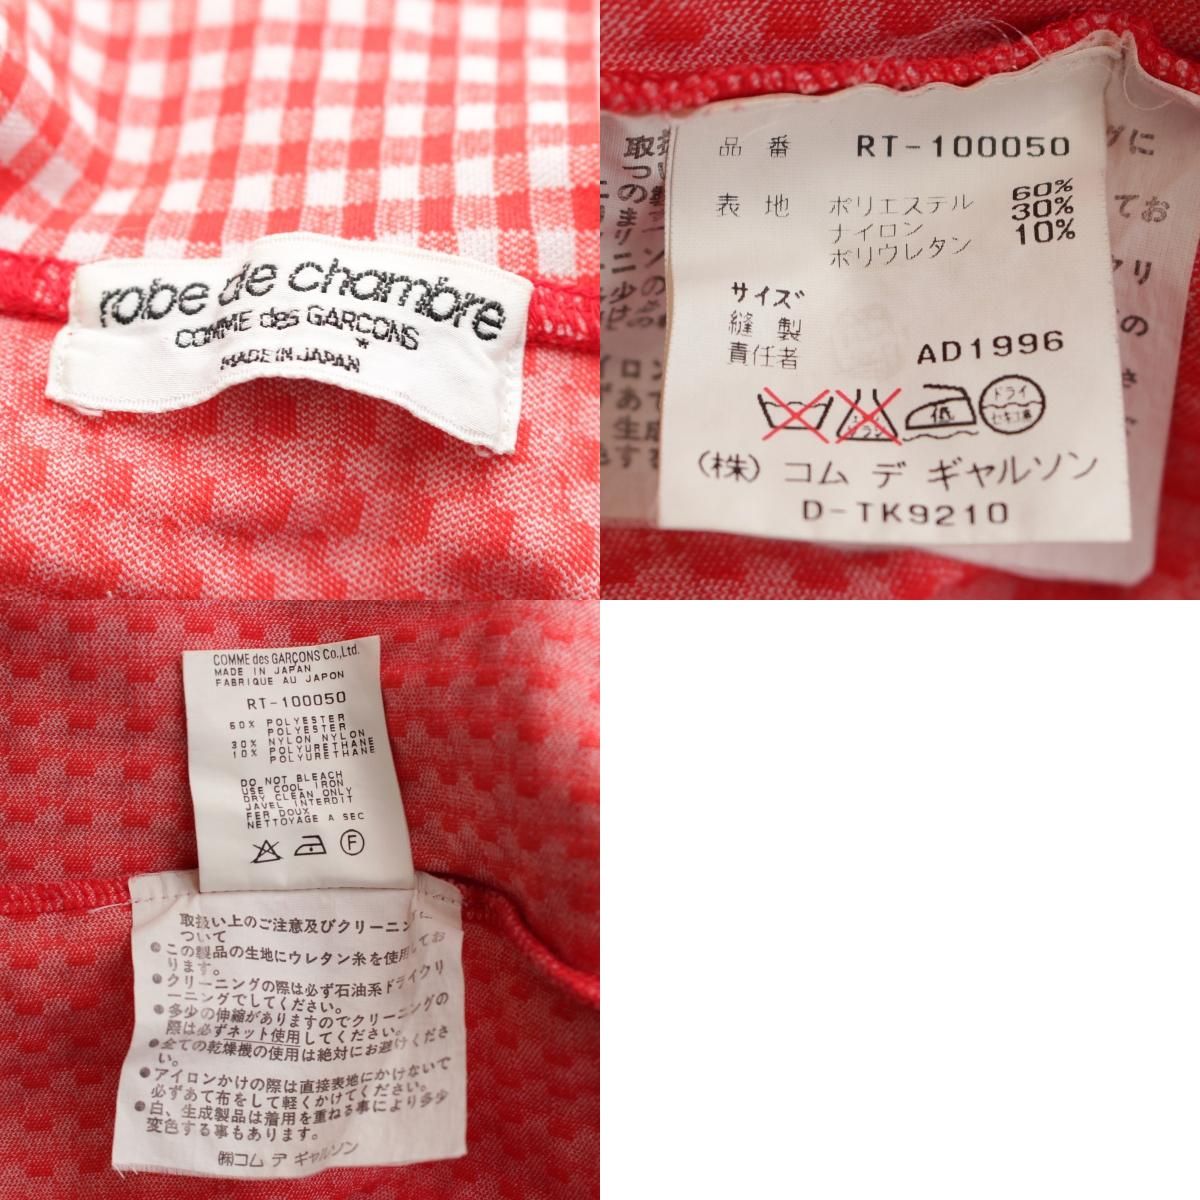 robe de chambre
COMME des GARCONS
MADE IN JAPAN
品 番 RT-100050
表 地 ポリエステル 60%
ナイロン 30%
ポリウレタン 10%
サイズ
縫 製
責任者 AD1996
低
ドライ
セキユ系
(株) コム デ ギャルソン
D-TK9210
COMME des GARÇONS Co.,Ltd.
MADE IN JAPAN
FABRIQUE AU JAPON
RT-100050
60% POLYESTER
POLYESTER
30% NYLON NYLON
10% POLYURETHANE
POLYURETHANE
DO NOT BLEACH
USE COOL IRON
DRY CLEAN ONLY
JAVEL INTERDIT
FER DOUX
NETTOYAGE A SEC
F
取扱い上のご注意及びクリーニングに
ついて
●この製品の生地にウレタン糸を使用してお
ります。
●クリーニングの際は必ず石油系ドライクリ
ーニングでしてください。
●多少の伸縮がありますのでクリーニングの
際は必ずネット使用してください。
●全ての乾燥機の使用は絶対にお避けくださ
い。
●アイロンかけの際は直接表地にかけないで
必ずあて布をして軽くかけてください。
●白、生成製品は着用を重ねる事により多少
変色する事もあります。
㈱コム デ ギャルソン